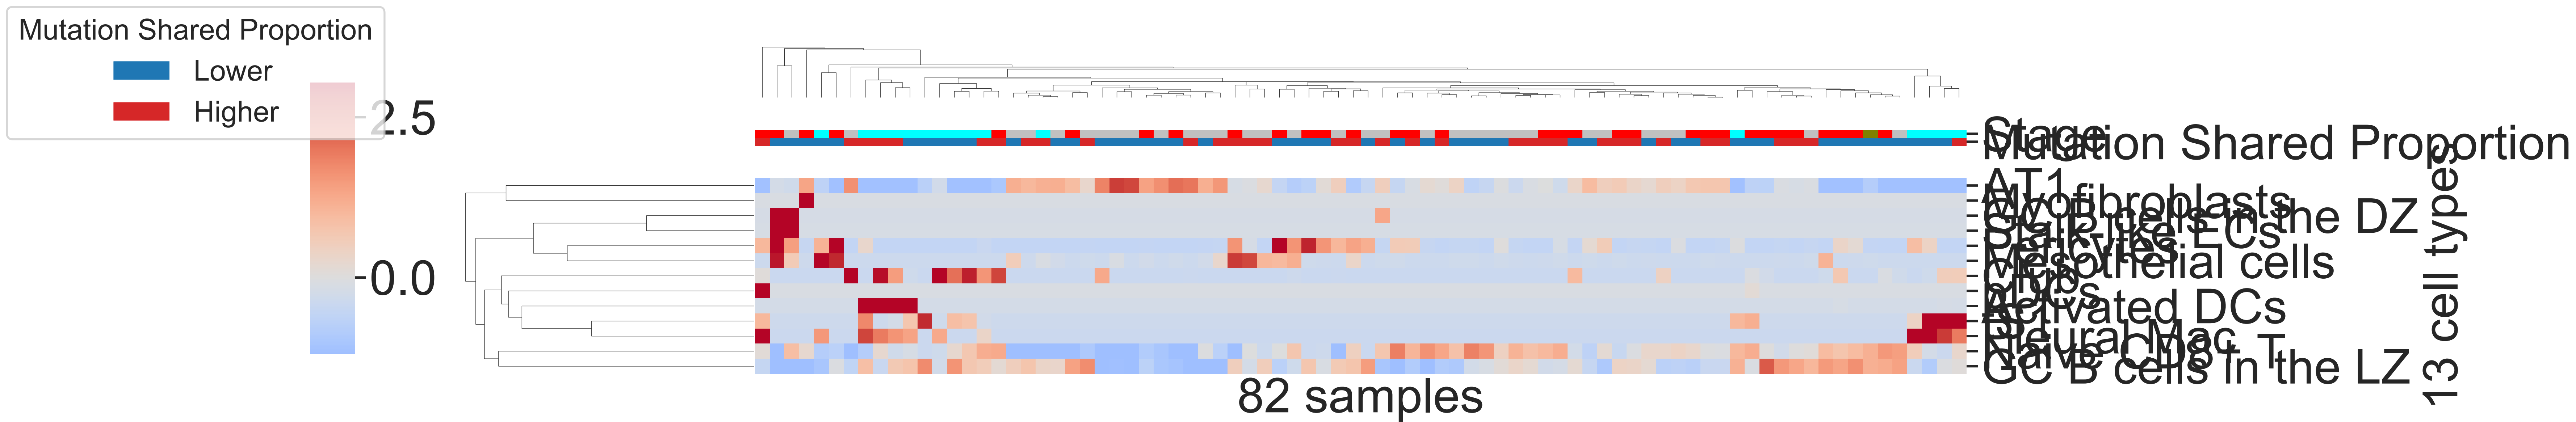 Mutation Shared Proportion
Lower
Higher
2.5
0.0
Stage
Mutation Shared Proportion
AT1
Myofibroblasts
GC B cells in the DZ
Stalk-like ECs
Pericytes
Mesothelial cells
Club
pDCs
Activated DCs
Pleural Mac
Naive CD8+ T
GC B cells in the LZ
13 cell types
82 samples